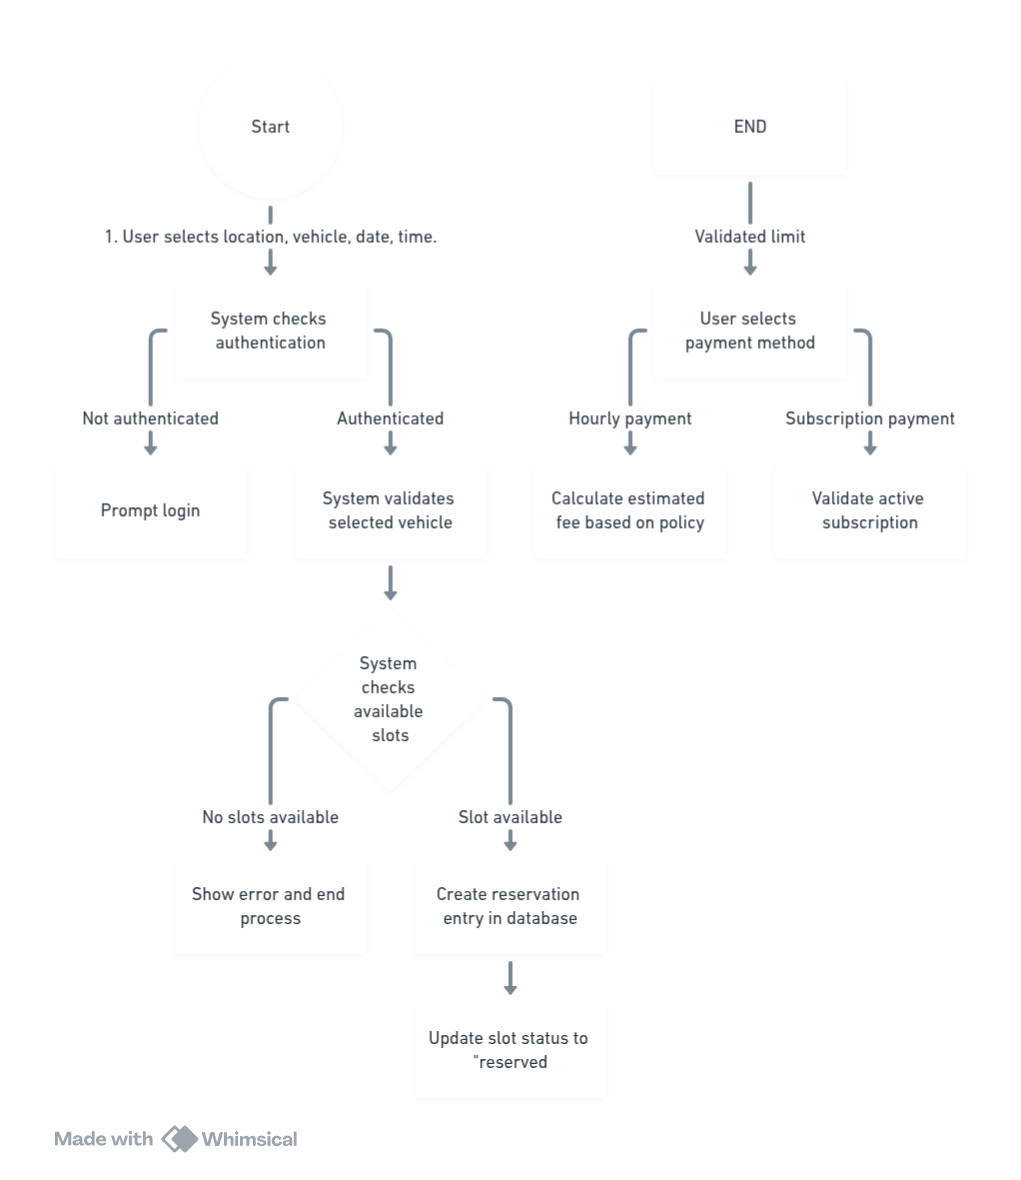 Start
END
1. User selects location, vehicle, date, time.
Validated limit
System checks
authentication
User selects
payment method
Not authenticated
Authenticated
Hourly payment
Subscription payment
Prompt login
System validates
selected vehicle
Calculate estimated
fee based on policy
Validate active
subscription
System
checks
available
slots
No slots available
Slot available
Show error and end
process
Create reservation
entry in database
Update slot status to
"reserved
Made with Whimsical